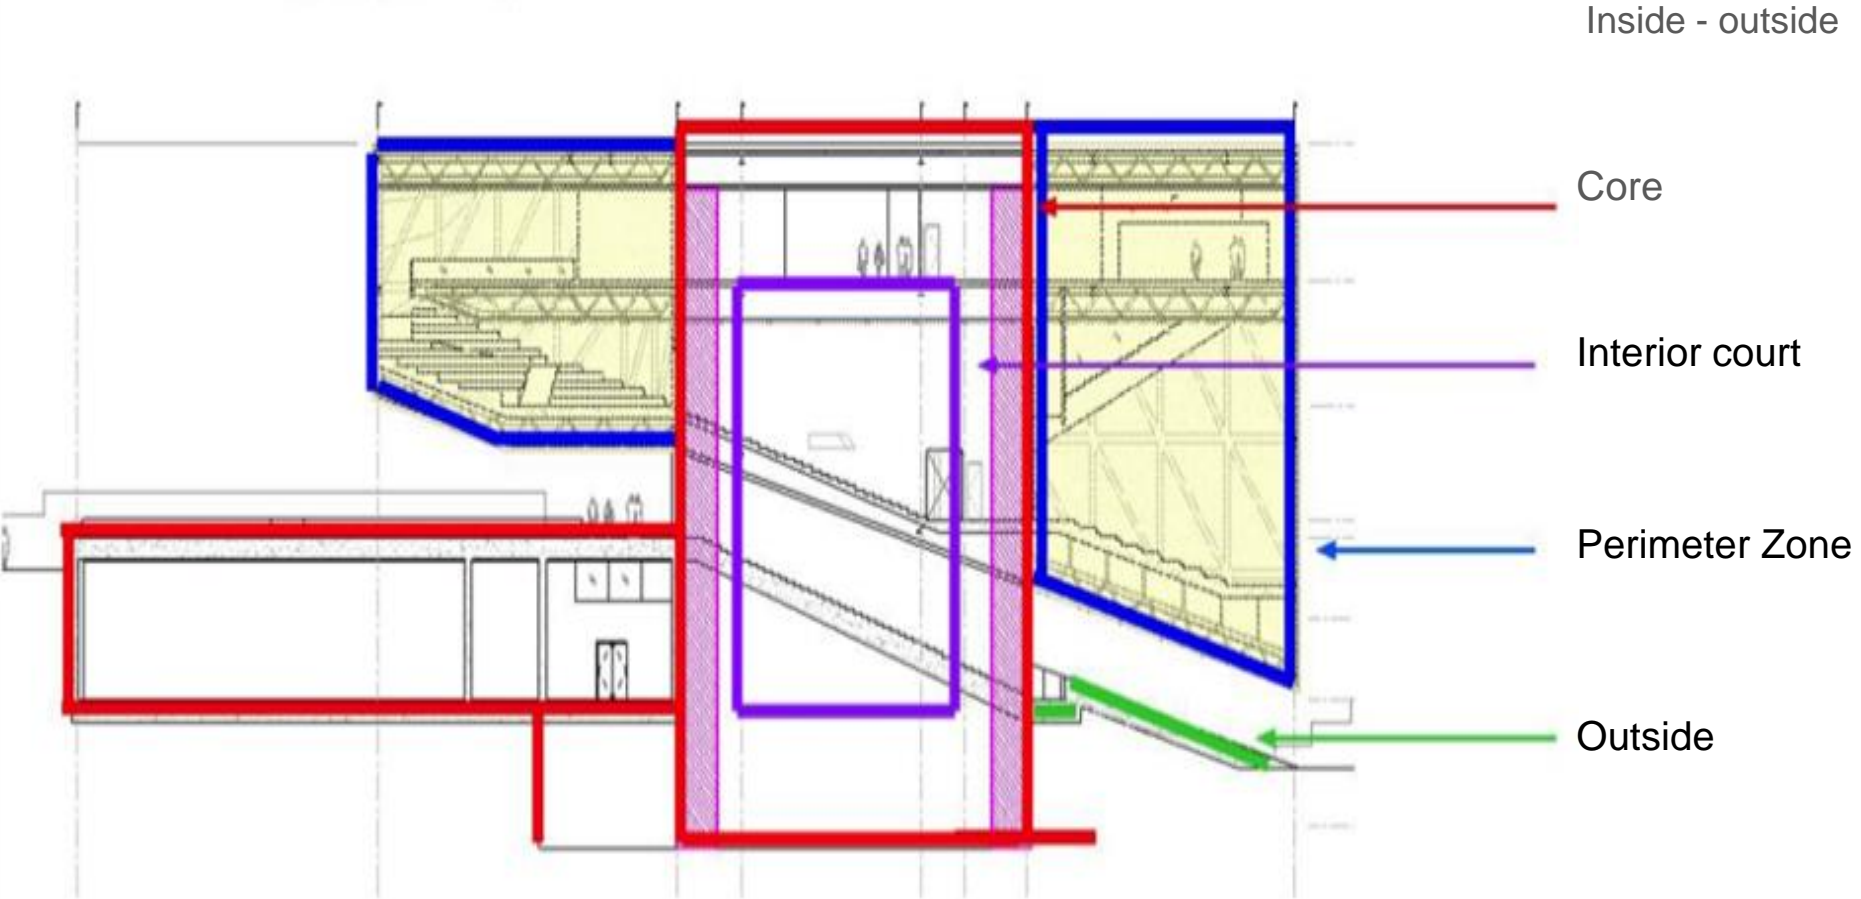 Inside - outside
Core
Interior court
Perimeter Zone
Outside